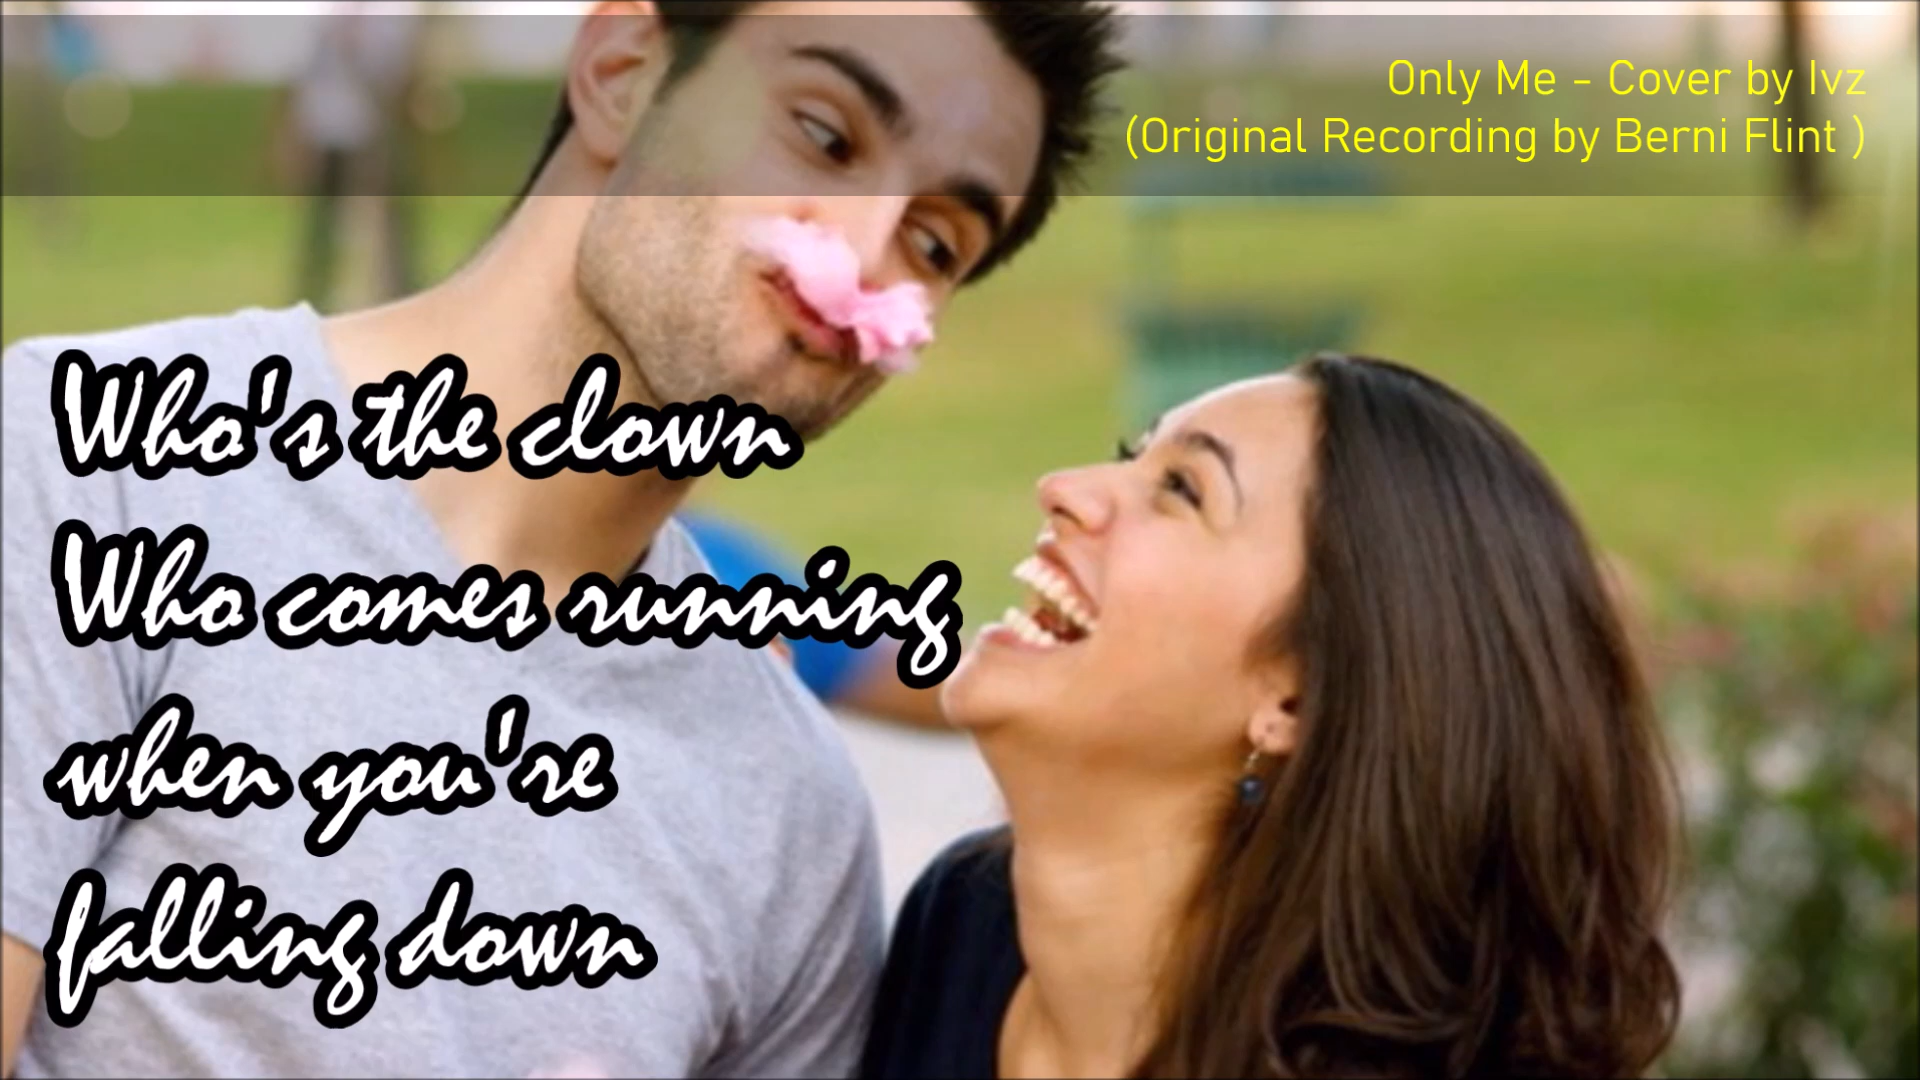 Only Me - Cover by Ivz
(Original Recording by Berni Flint )
Who's the clown
Who comes running
when you're
falling down